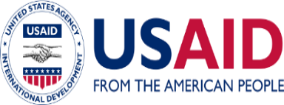 UNITED STATES AGENCY
USAID
INTERNATIONAL DEVELOPMENT
USAID
FROM THE AMERICAN PEOPLE